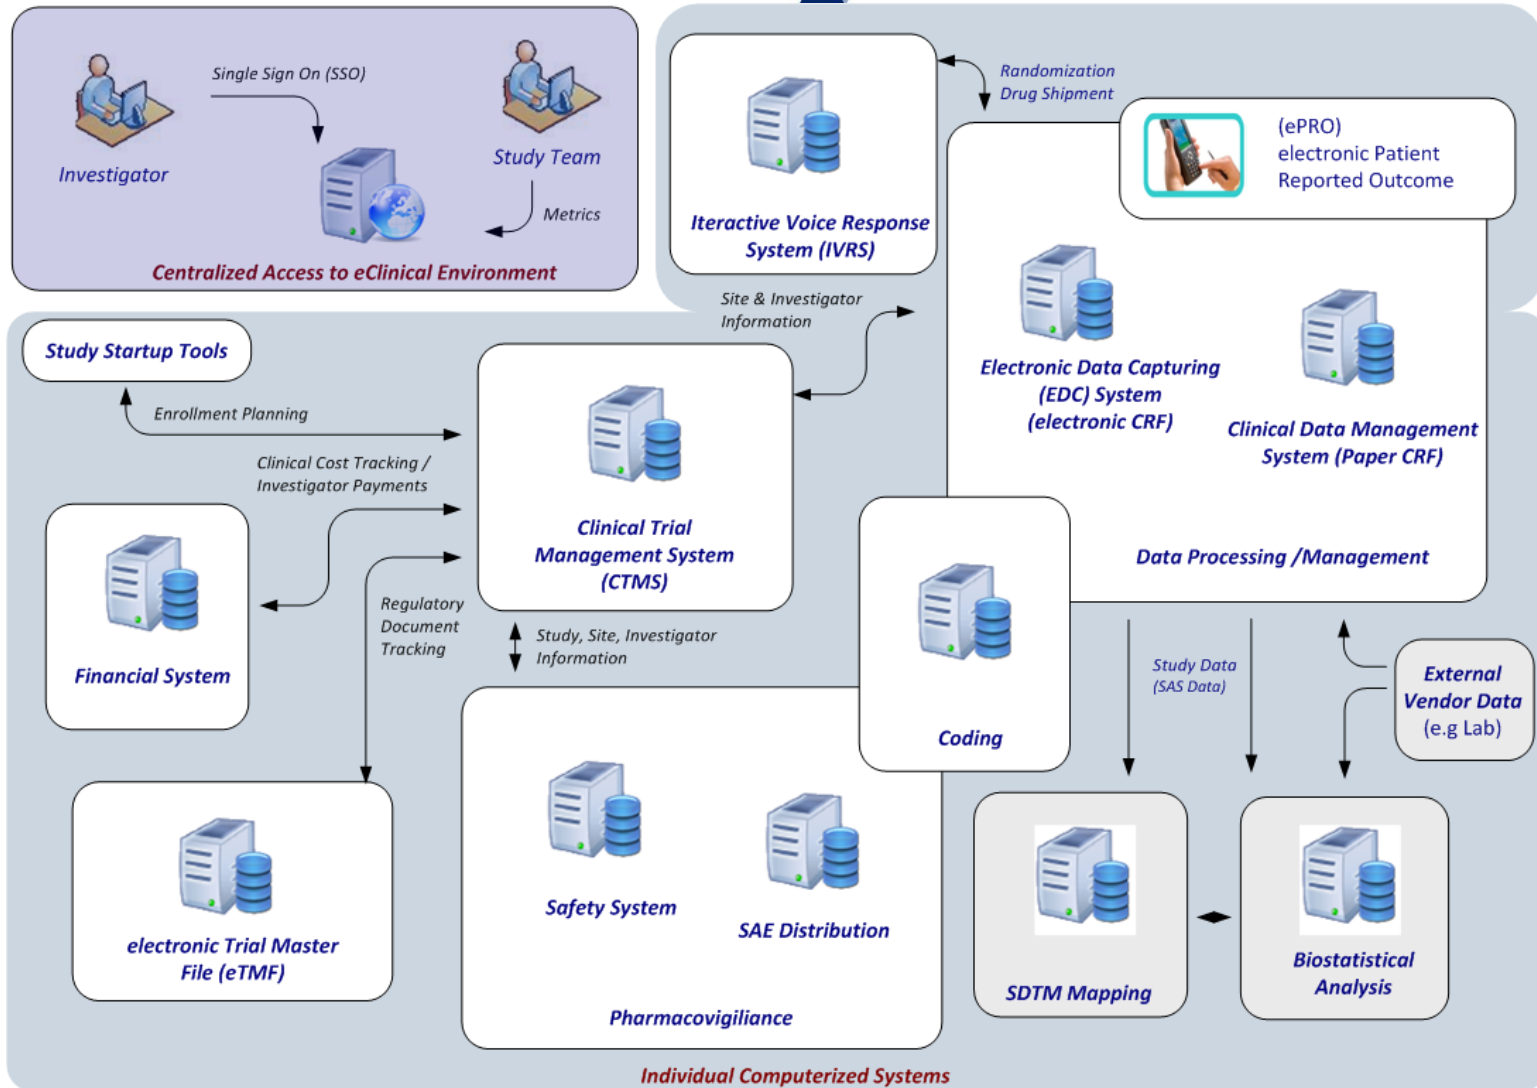 Single Sign On (SSO)
Investigator
Study Team
Metrics
Centralized Access to eClinical Environment
Iteractive Voice Response
System (IVRS)
Randomization
Drug Shipment
(ePRO)
electronic Patient
Reported Outcome
Site & Investigator
Information
Electronic Data Capturing
(EDC) System
(electronic CRF)
Clinical Data Management
System (Paper CRF)
Data Processing /Management
Study Startup Tools
Enrollment Planning
Clinical Cost Tracking /
Investigator Payments
Clinical Trial
Management System
(CTMS)
Financial System
Regulatory
Document
Tracking
Study, Site, Investigator
Information
Coding
Study Data
(SAS Data)
External
Vendor Data
(e.g Lab)
electronic Trial Master
File (eTMF)
Safety System
SAE Distribution
Pharmacovigiliance
SDTM Mapping
Biostatistical
Analysis
Individual Computerized Systems